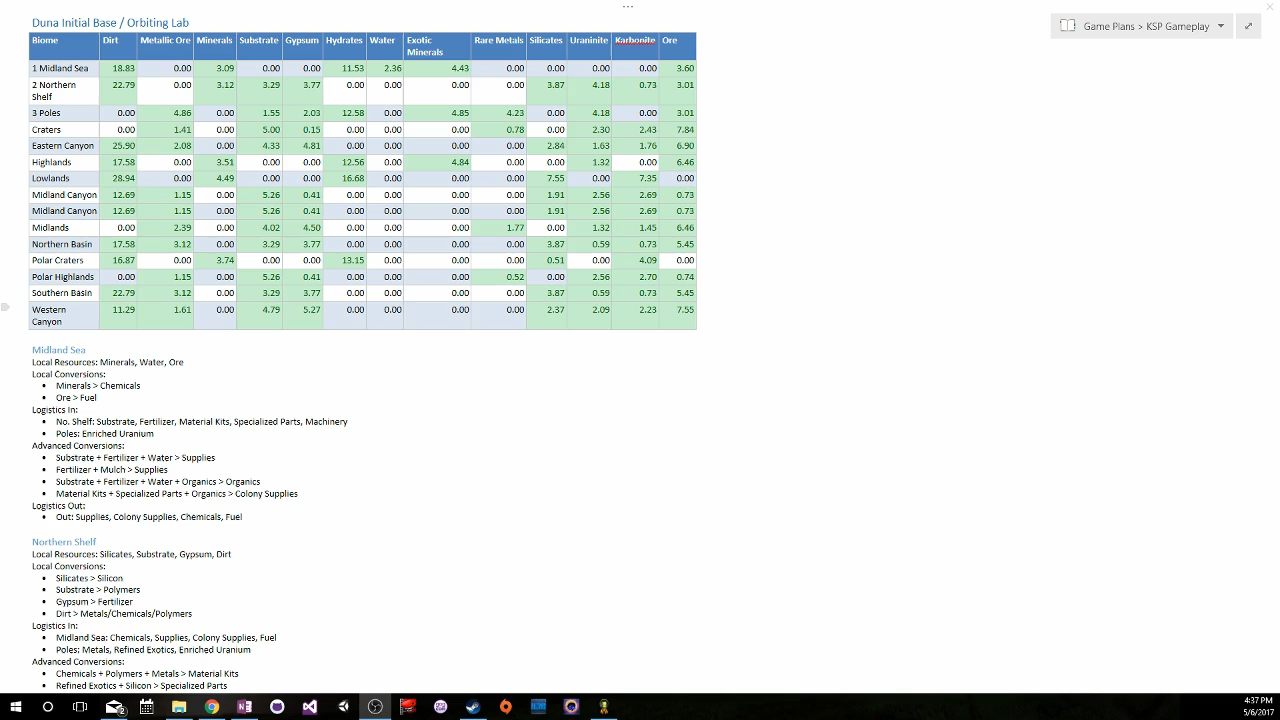 ...
Duna Initial Base / Orbiting Lab
Game Plans > KSP Gameplay
Biome Dirt Metallic Ore Minerals Substrate Gypsum Hydrates Water Exotic Minerals Rare Metals Silicates Uraninite Karbonite Ore
1 Midland Sea 18.83 0.00 3.09 0.00 0.00 11.53 2.36 4.43 0.00 0.00 0.00 0.00 3.60
2 Northern Shelf 22.79 0.00 3.12 3.29 3.77 0.00 0.00 0.00 0.00 3.87 4.18 0.73 3.01
3 Poles 0.00 4.86 0.00 1.55 2.03 12.58 0.00 4.85 4.23 0.00 4.18 0.00 3.01
Craters 0.00 1.41 0.00 5.00 0.15 0.00 0.00 0.00 0.78 0.00 2.30 2.43 7.84
Eastern Canyon 25.90 2.08 0.00 4.33 4.81 0.00 0.00 0.00 0.00 2.84 1.63 1.76 6.90
Highlands 17.58 0.00 3.51 0.00 0.00 12.56 0.00 4.84 0.00 0.00 1.32 0.00 6.46
Lowlands 28.94 0.00 4.49 0.00 0.00 16.68 0.00 0.00 0.00 7.55 0.00 7.35 0.00
Midland Canyon 12.69 1.15 0.00 5.26 0.41 0.00 0.00 0.00 0.00 1.91 2.56 2.69 0.73
Midland Canyon 12.69 1.15 0.00 5.26 0.41 0.00 0.00 0.00 0.00 1.91 2.56 2.69 0.73
Midlands 0.00 2.39 0.00 4.02 4.50 0.00 0.00 0.00 1.77 0.00 1.32 1.45 6.46
Northern Basin 17.58 3.12 0.00 3.29 3.77 0.00 0.00 0.00 0.00 3.87 0.59 0.73 5.45
Polar Craters 16.87 0.00 3.74 0.00 0.00 13.15 0.00 0.00 0.00 0.51 0.00 4.09 0.00
Polar Highlands 0.00 1.15 0.00 5.26 0.41 0.00 0.00 0.00 0.52 0.00 2.56 2.70 0.74
Southern Basin 22.79 3.12 0.00 3.29 3.77 0.00 0.00 0.00 0.00 3.87 0.59 0.73 5.45
Western Canyon 11.29 1.61 0.00 4.79 5.27 0.00 0.00 0.00 0.00 2.37 2.09 2.23 7.55
Midland Sea
Local Resources: Minerals, Water, Ore
Local Conversions:
• Minerals > Chemicals
• Ore > Fuel
Logistics In:
• No. Shelf: Substrate, Fertilizer, Material Kits, Specialized Parts, Machinery
• Poles: Enriched Uranium
Advanced Conversions:
• Substrate + Fertilizer + Water > Supplies
• Fertilizer + Mulch > Supplies
• Substrate + Fertilizer + Water + Organics > Organics
• Material Kits + Specialized Parts + Organics > Colony Supplies
Logistics Out:
• Out: Supplies, Colony Supplies, Chemicals, Fuel
Northern Shelf
Local Resources: Silicates, Substrate, Gypsum, Dirt
Local Conversions:
• Silicates > Silicon
• Substrate > Polymers
• Gypsum > Fertilizer
• Dirt > Metals/Chemicals/Polymers
Logistics In:
• Midland Sea: Chemicals, Supplies, Colony Supplies, Fuel
• Poles: Metals, Refined Exotics, Enriched Uranium
Advanced Conversions:
• Chemicals + Polymers + Metals > Material Kits
• Refined Exotics + Silicon > Specialized Parts
4:37 PM
5/6/2017